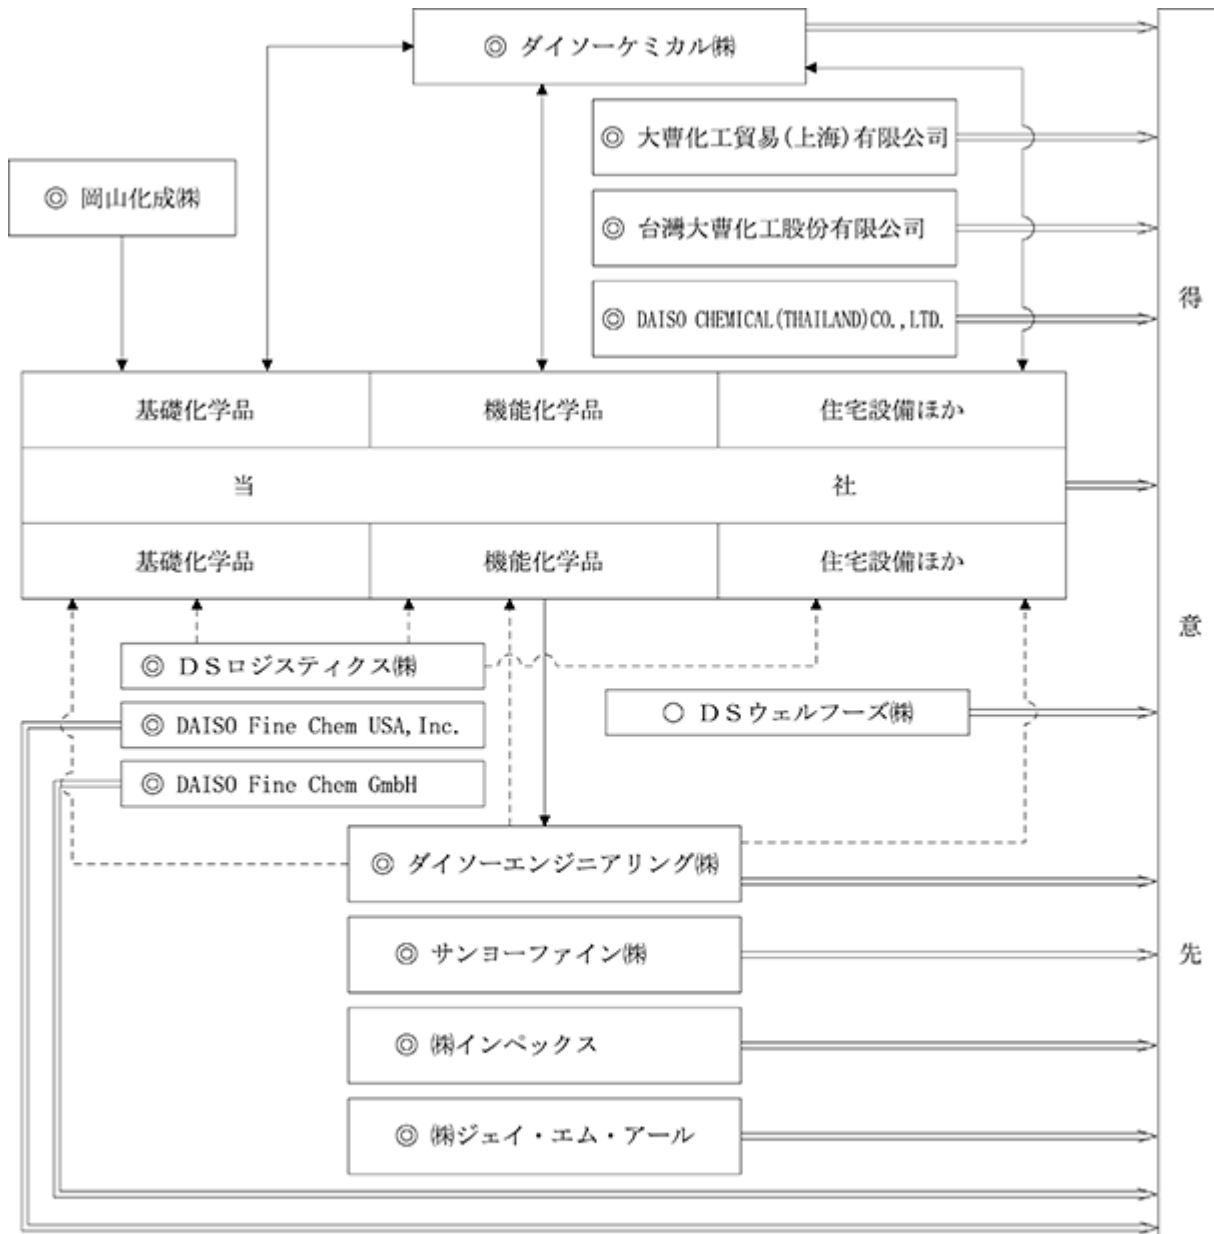 ◎ ダイソーケミカル㈱
◎ 大曹化工貿易(上海)有限公司
◎ 岡山化成㈱
◎ 台灣大曹化工股份有限公司
◎ DAISO CHEMICAL(THAILAND)CO.,LTD.
基礎化学品 機能化学品 住宅設備ほか
当 社
基礎化学品 機能化学品 住宅設備ほか
◎ DSロジスティクス㈱
◎ DAISO Fine Chem USA,Inc.
○ DSウェルフーズ㈱
◎ DAISO Fine Chem GmbH
◎ ダイソーエンジニアリング㈱
◎ サンヨーファイン㈱
◎ ㈱インペックス
◎ ㈱ジェイ・エム・アール
得意先